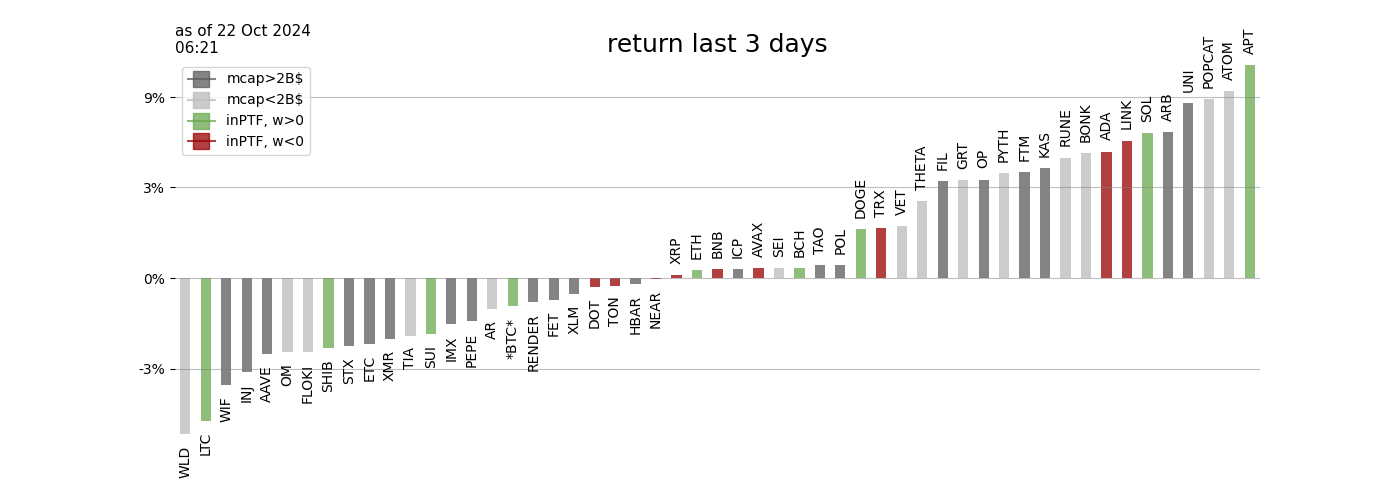 as of 22 Oct 2024
06:21
return last 3 days
mcap>2B$
mcap<2B$
inPTF, w>0
inPTF, w<0
9%
3%
0%
-3%
WLD
LTC
WIF
INJ
AAVE
OM
FLOKI
SHIB
STX
ETC
XMR
TIA
SUI
IMX
PEPE
AR
*BTC*
RENDER
FET
XLM
DOT
TON
HBAR
NEAR
XRP
ETH
BNB
ICP
AVAX
SEI
BCH
TAO
POL
DOGE
TRX
VET
THETA
FIL
GRT
OP
PYTH
FTM
KAS
RUNE
BONK
ADA
LINK
SOL
ARB
UNI
POPCAT
ATOM
APT